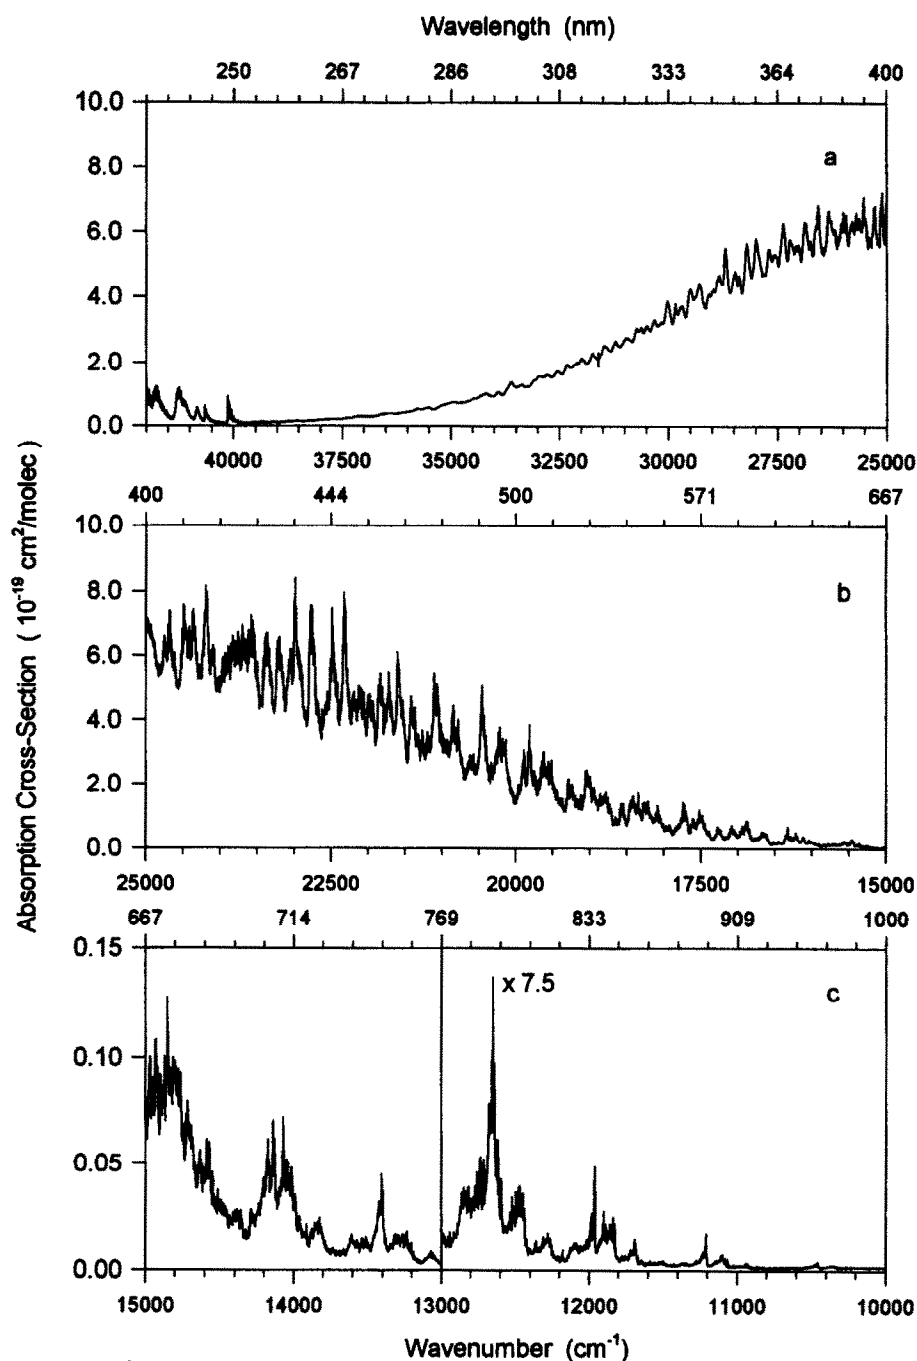 Wavelength (nm)
250 267 286 308 333 364 400
10.0
a
8.0
6.0
4.0
2.0
0.0
40000 37500 35000 32500 30000 27500 25000
400 444 500 571 667
10.0
b
8.0
6.0
4.0
2.0
0.0
25000 22500 20000 17500 15000
667 714 769 833 909 1000
0.15
x 7.5
c
0.10
0.05
0.00
15000 14000 13000 12000 11000 10000
Wavenumber (cm⁻¹)
Absorption Cross-Section ( 10⁻¹⁹ cm²/molec )